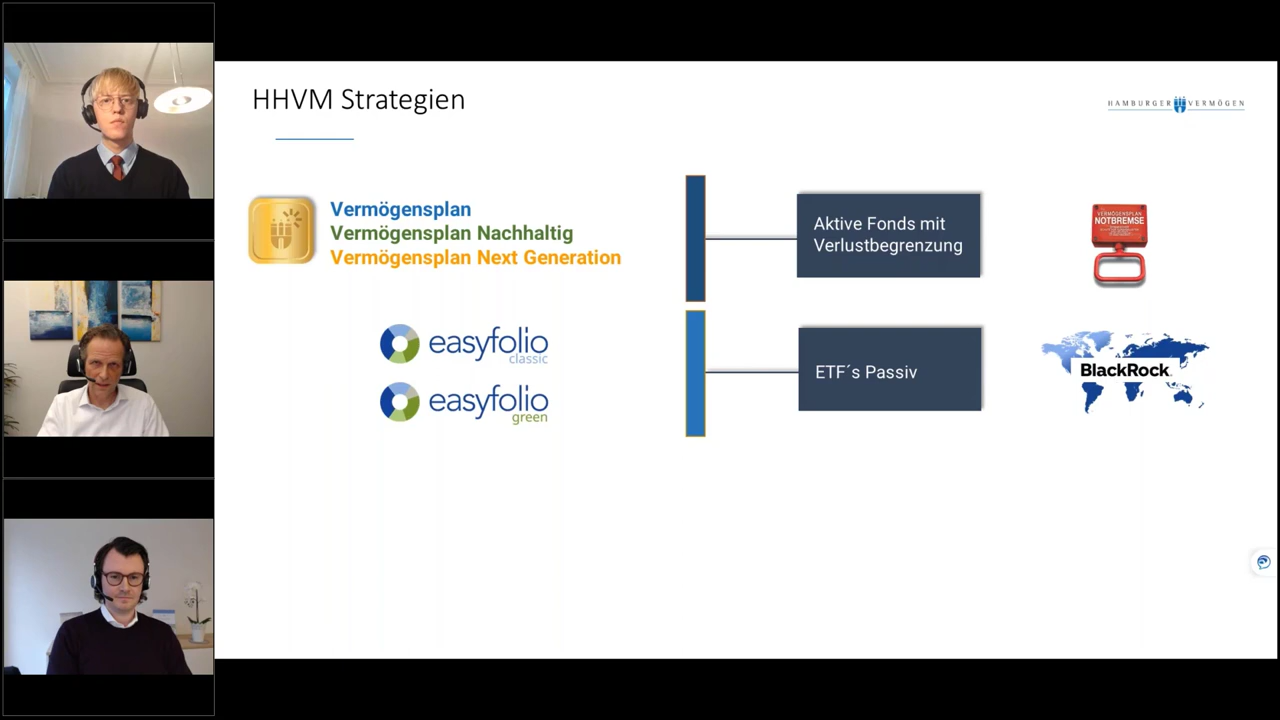 HHVM Strategien
HAMBURGER VERMÖGEN
Vermögensplan
Vermögensplan Nachhaltig
Vermögensplan Next Generation
Aktive Fonds mit
Verlustbegrenzung
VERMÖGENSPLAN
NOTBREMSE
easyfolio
classic
easyfolio
green
ETF´s Passiv
BlackRock.